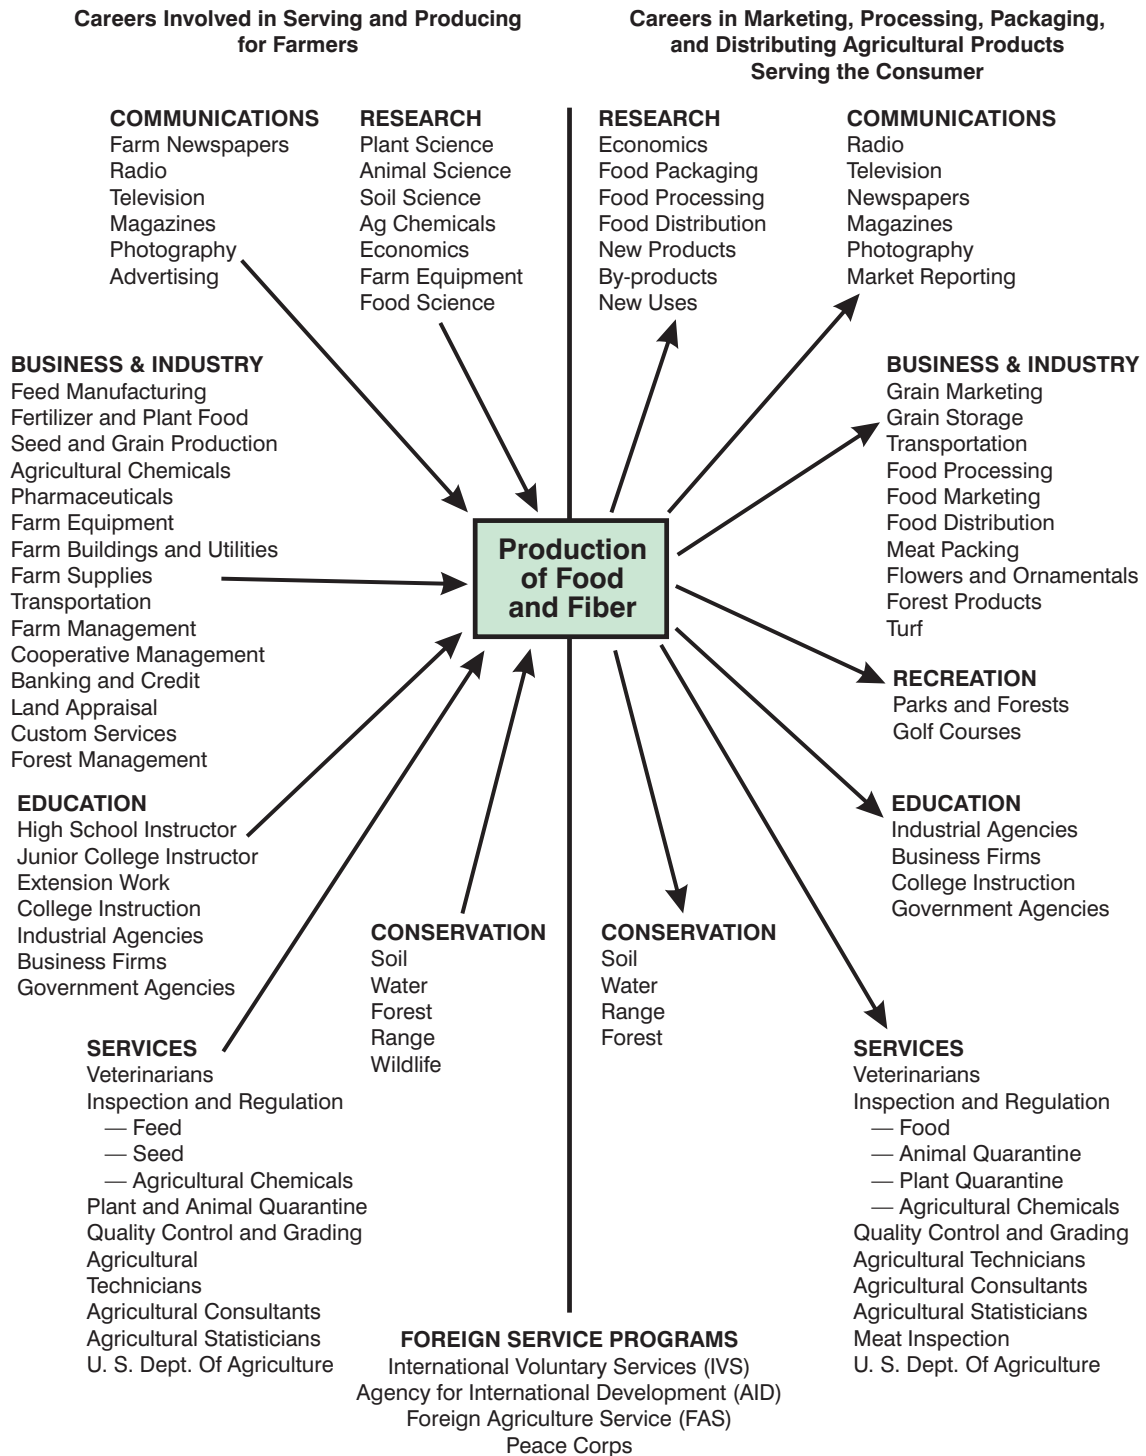 Careers Involved in Serving and Producing
for Farmers
Careers in Marketing, Processing, Packaging,
and Distributing Agricultural Products
Serving the Consumer
COMMUNICATIONS
Farm Newspapers
Radio
Television
Magazines
Photography
Advertising
RESEARCH
Plant Science
Animal Science
Soil Science
Ag Chemicals
Economics
Farm Equipment
Food Science
RESEARCH
Economics
Food Packaging
Food Processing
Food Distribution
New Products
By-products
New Uses
COMMUNICATIONS
Radio
Television
Newspapers
Magazines
Photography
Market Reporting
BUSINESS & INDUSTRY
Feed Manufacturing
Fertilizer and Plant Food
Seed and Grain Production
Agricultural Chemicals
Pharmaceuticals
Farm Equipment
Farm Buildings and Utilities
Farm Supplies
Transportation
Farm Management
Cooperative Management
Banking and Credit
Land Appraisal
Custom Services
Forest Management
Production
of Food
and Fiber
BUSINESS & INDUSTRY
Grain Marketing
Grain Storage
Transportation
Food Processing
Food Marketing
Food Distribution
Meat Packing
Flowers and Ornamentals
Forest Products
Turf
RECREATION
Parks and Forests
Golf Courses
EDUCATION
High School Instructor
Junior College Instructor
Extension Work
College Instruction
Industrial Agencies
Business Firms
Government Agencies
CONSERVATION
Soil
Water
Forest
Range
Wildlife
CONSERVATION
Soil
Water
Range
Forest
EDUCATION
Industrial Agencies
Business Firms
College Instruction
Government Agencies
SERVICES
Veterinarians
Inspection and Regulation
— Feed
— Seed
— Agricultural Chemicals
Plant and Animal Quarantine
Quality Control and Grading
Agricultural
Technicians
Agricultural Consultants
Agricultural Statisticians
U. S. Dept. Of Agriculture
SERVICES
Veterinarians
Inspection and Regulation
— Food
— Animal Quarantine
— Plant Quarantine
— Agricultural Chemicals
Quality Control and Grading
Agricultural Technicians
Agricultural Consultants
Agricultural Statisticians
Meat Inspection
U. S. Dept. Of Agriculture
FOREIGN SERVICE PROGRAMS
International Voluntary Services (IVS)
Agency for International Development (AID)
Foreign Agriculture Service (FAS)
Peace Corps